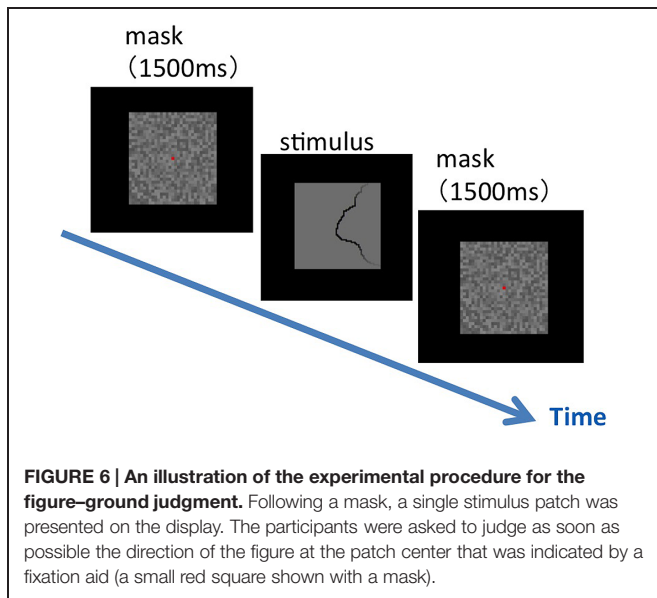 mask
（1500ms）
stimulus
mask
（1500ms）
Time
FIGURE 6 | An illustration of the experimental procedure for the
figure–ground judgment. Following a mask, a single stimulus patch was
presented on the display. The participants were asked to judge as soon as
possible the direction of the figure at the patch center that was indicated by a
fixation aid (a small red square shown with a mask).